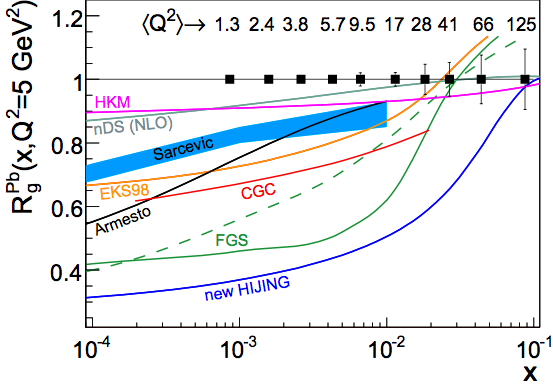 ⟨Q²⟩→ 1.3 2.4 3.8 5.7 9.5 17 28 41 66 125
R_g^Pb(x,Q²=5 GeV²)
1.2
1
0.8
0.6
0.4
HKM
nDS (NLO)
Sarcevic
EKS98
CGC
Armesto
FGS
new HIJING
10⁻⁴ 10⁻³ 10⁻² 10⁻¹
x